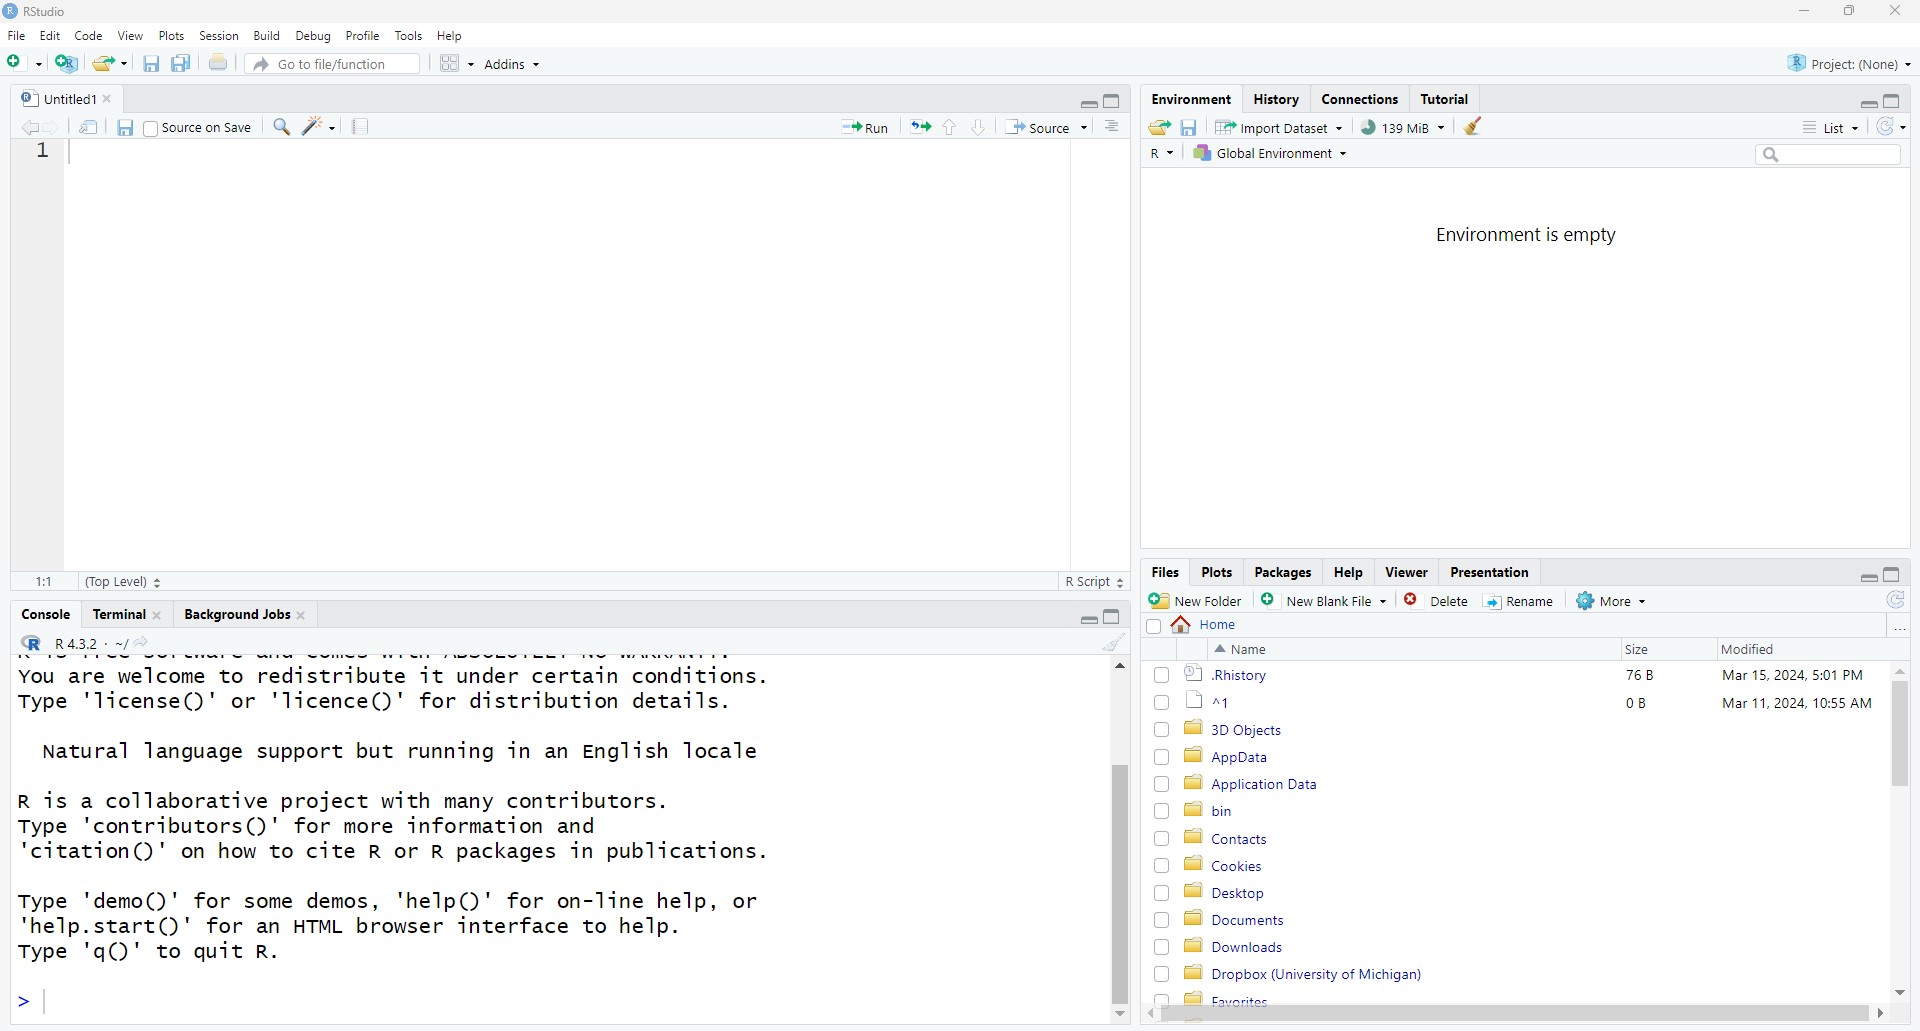 RStudio
File Edit Code View Plots Session Build Debug Profile Tools Help
Go to file/function Addins Project: (None)
Untitled1
Source on Save Run Source
1
1:1 (Top Level) R Script
Console Terminal Background Jobs
R 4.3.2 · ~/
R is free software and comes with ABSOLUTELY NO WARRANTY.
You are welcome to redistribute it under certain conditions.
Type 'license()' or 'licence()' for distribution details.
Natural language support but running in an English locale
R is a collaborative project with many contributors.
Type 'contributors()' for more information and
'citation()' on how to cite R or R packages in publications.
Type 'demo()' for some demos, 'help()' for on-line help, or
'help.start()' for an HTML browser interface to help.
Type 'q()' to quit R.
>
Environment History Connections Tutorial
Import Dataset 139 MiB List
R Global Environment
Environment is empty
Files Plots Packages Help Viewer Presentation
New Folder New Blank File Delete Rename More
Home ...
Name Size Modified
.Rhistory 76 B Mar 15, 2024, 5:01 PM
^1 0 B Mar 11, 2024, 10:55 AM
3D Objects
AppData
Application Data
bin
Contacts
Cookies
Desktop
Documents
Downloads
Dropbox (University of Michigan)
Favorites